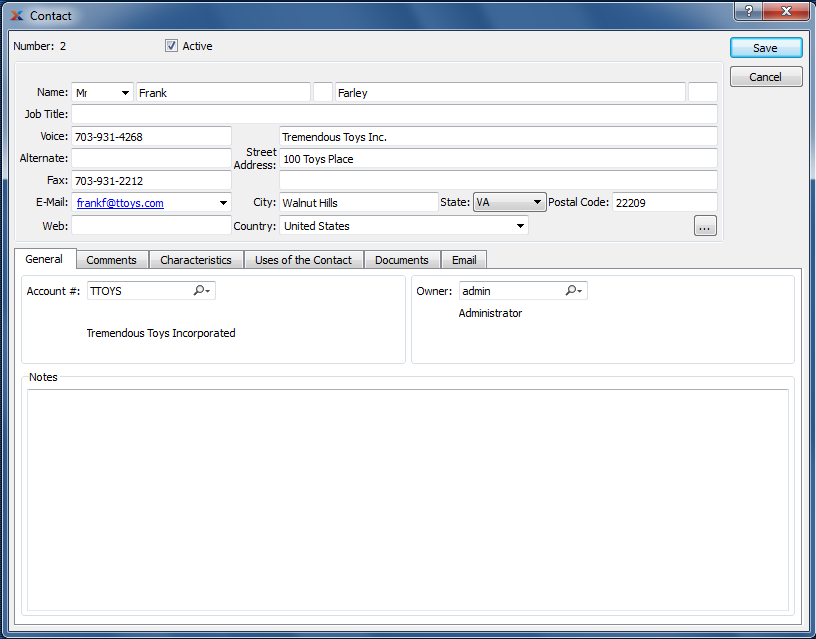 Contact
Number: 2 Active Save
Cancel
Name: Mr Frank Farley
Job Title:
Voice: 703-931-4268 Tremendous Toys Inc.
Alternate: Street Address: 100 Toys Place
Fax: 703-931-2212
E-Mail: frankf@ttoys.com City: Walnut Hills State: VA Postal Code: 22209
Web: Country: United States ...
General Comments Characteristics Uses of the Contact Documents Email
Account #: TTOYS Owner: admin
Administrator
Tremendous Toys Incorporated
Notes